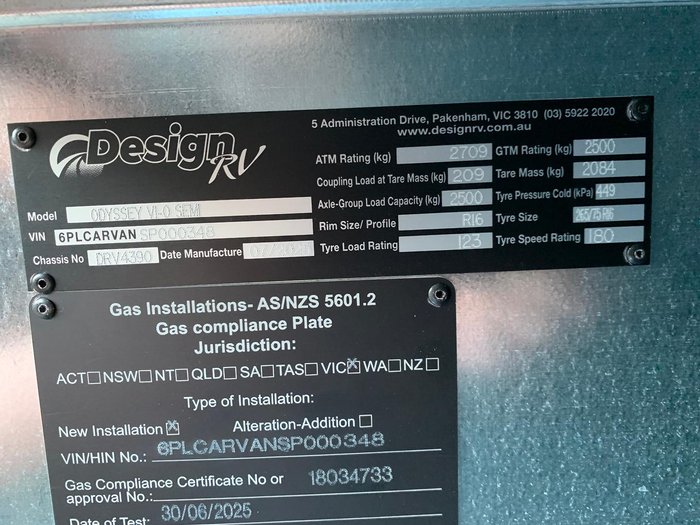 Design RV
5 Administration Drive, Pakenham, VIC 3810 (03) 5922 2020
www.designrv.com.au
ATM Rating (kg) 2709 GTM Rating (kg) 2500
Coupling Load at Tare Mass (kg) 209 Tare Mass (kg) 2084
Axle-Group Load Capacity (kg) 2500 Tyre Pressure Cold (kPa) 449
Model ODYSSEY VI-O SEMI Rim Size/ Profile R16 Tyre Size
VIN 6PLCARVANSP000348 Tyre Load Rating 123 Tyre Speed Rating 180
Chassis No DRV4390 Date Manufacture 07/2025
Gas Installations- AS/NZS 5601.2
Gas compliance Plate
Jurisdiction:
ACT☐ NSW☐ NT☐ QLD☐ SA☐ TAS☐ VIC☒ WA☐ NZ☐
Type of Installation:
New Installation ☒ Alteration-Addition ☐
VIN/HIN No.: 6PLCARVANSP000348
Gas Compliance Certificate No or
approval No.: 18034733
Date of Test: 30/06/2025